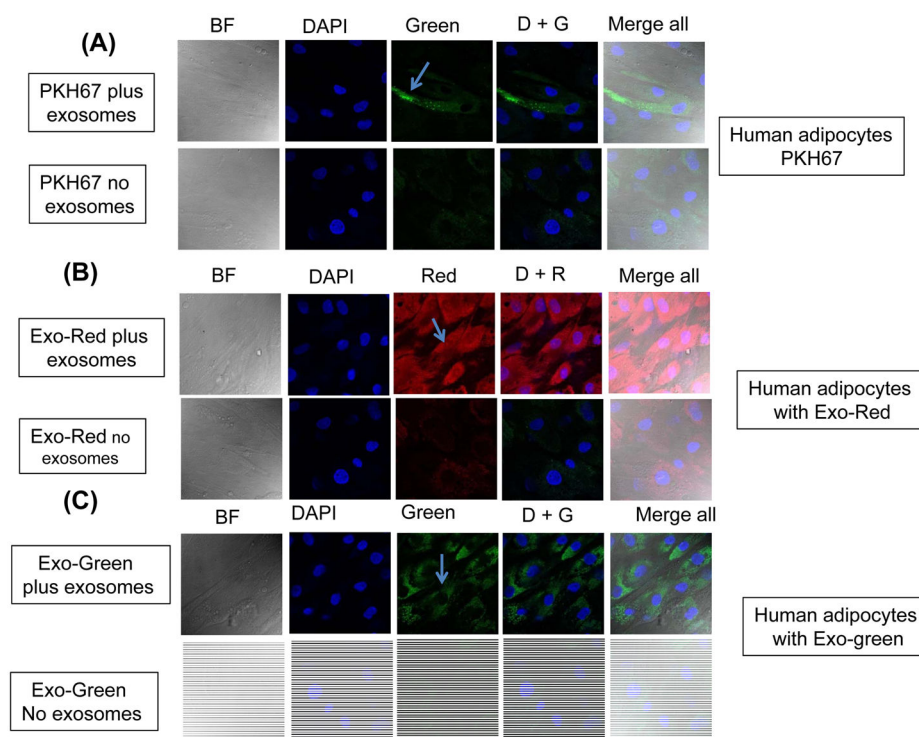 (A)
BF DAPI Green D + G Merge all
PKH67 plus
exosomes
PKH67 no
exosomes
Human adipocytes
PKH67
(B)
BF DAPI Red D + R Merge all
Exo-Red plus
exosomes
Exo-Red no
exosomes
Human adipocytes
with Exo-Red
(C)
BF DAPI Green D + G Merge all
Exo-Green
plus exosomes
Exo-Green
No exosomes
Human adipocytes
with Exo-green